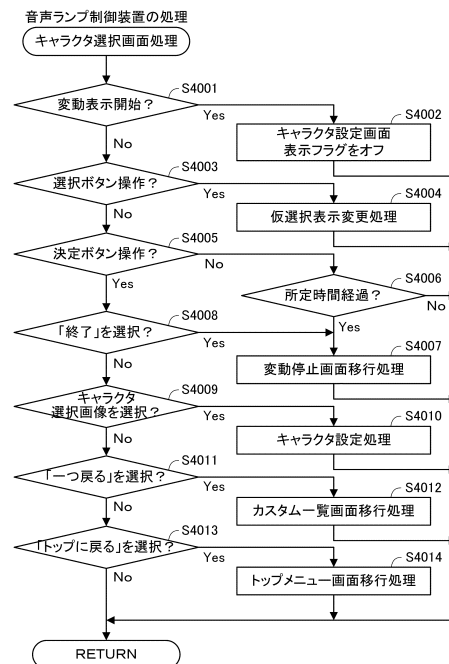 音声ランプ制御装置の処理
キャラクタ選択画面処理
S4001
変動表示開始？
Yes
No
S4002
キャラクタ設定画面
表示フラグをオフ
S4003
選択ボタン操作？
Yes
No
S4004
仮選択表示変更処理
S4005
決定ボタン操作？
No
Yes
S4006
所定時間経過？
No
Yes
S4008
「終了」を選択？
Yes
No
S4007
変動停止画面移行処理
S4009
キャラクタ
選択画像を選択？
Yes
No
S4010
キャラクタ設定処理
S4011
「一つ戻る」を選択？
Yes
No
S4012
カスタム一覧画面移行処理
S4013
「トップに戻る」を選択？
Yes
No
S4014
トップメニュー画面移行処理
RETURN